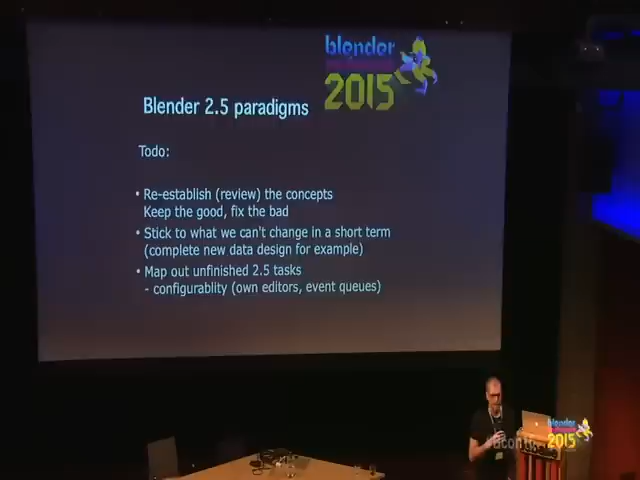 blender
2015
Blender 2.5 paradigms
Todo:
• Re-establish (review) the concepts
Keep the good, fix the bad
• Stick to what we can't change in a short term
(complete new data design for example)
• Map out unfinished 2.5 tasks
- configurablity (own editors, event queues)
blender
2015